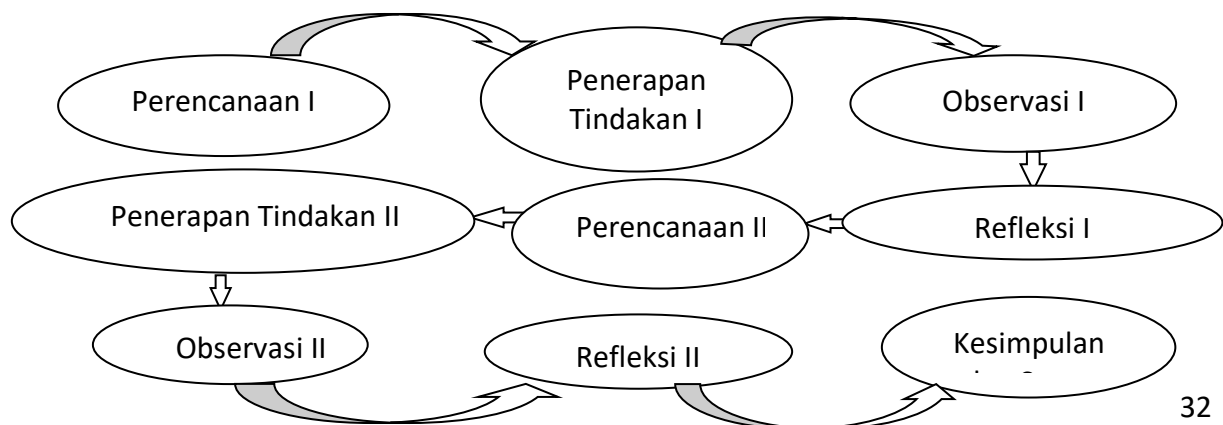 Perencanaan I
Penerapan
Tindakan I
Observasi I
Penerapan Tindakan II
Perencanaan II
Refleksi I
Observasi II
Refleksi II
Kesimpulan
32